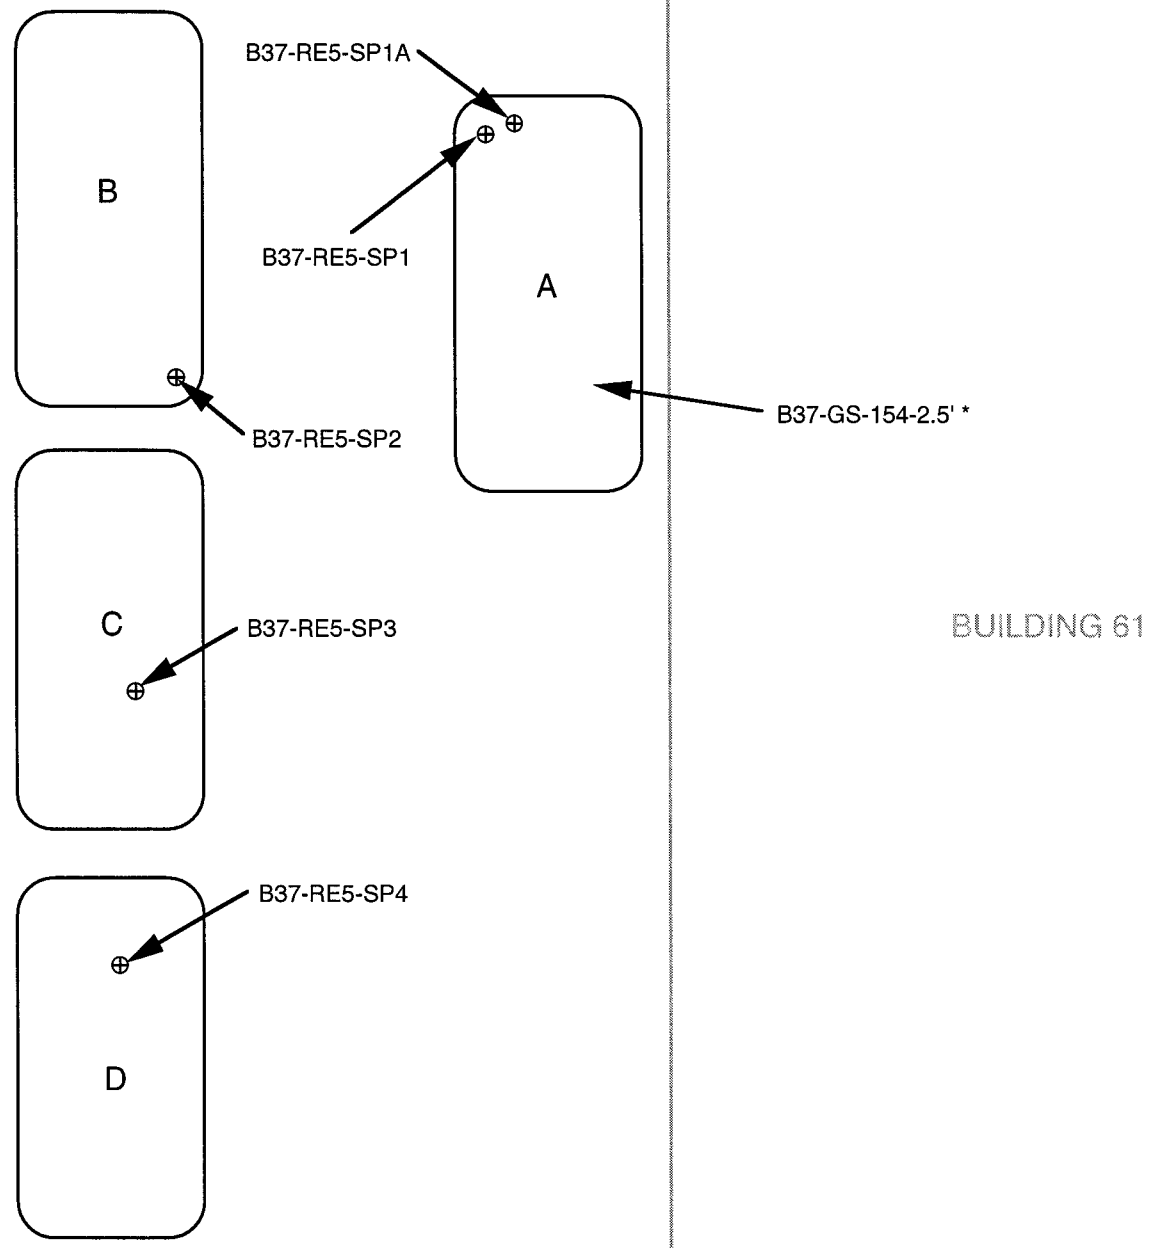 B37-RE5-SP1A
B
B37-RE5-SP1
A
B37-GS-154-2.5' *
B37-RE5-SP2
C
B37-RE5-SP3
BUILDING 61
B37-RE5-SP4
D